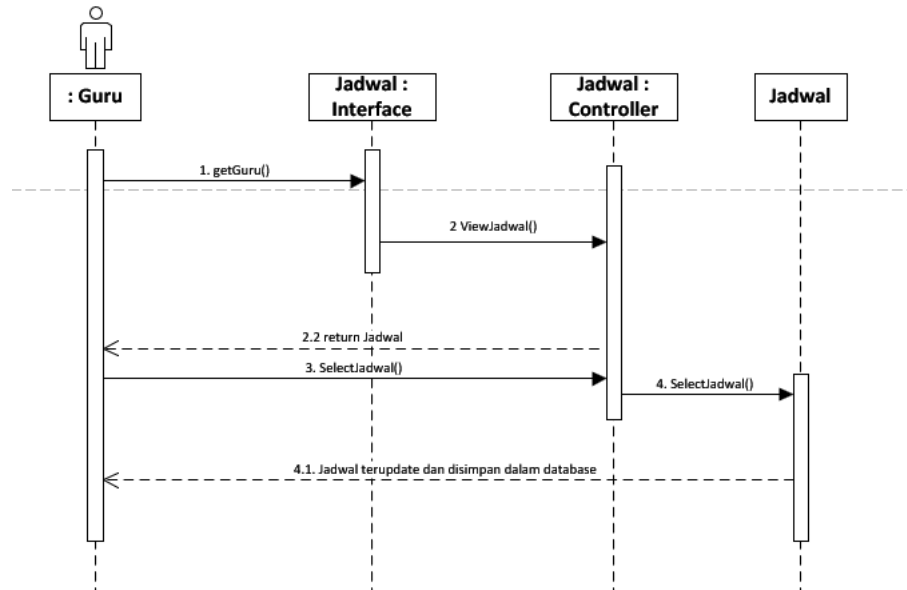 : Guru
Jadwal :
Interface
Jadwal :
Controller
Jadwal
1. getGuru()
2 ViewJadwal()
2.2 return Jadwal
3. SelectJadwal()
4. SelectJadwal()
4.1. Jadwal terupdate dan disimpan dalam database